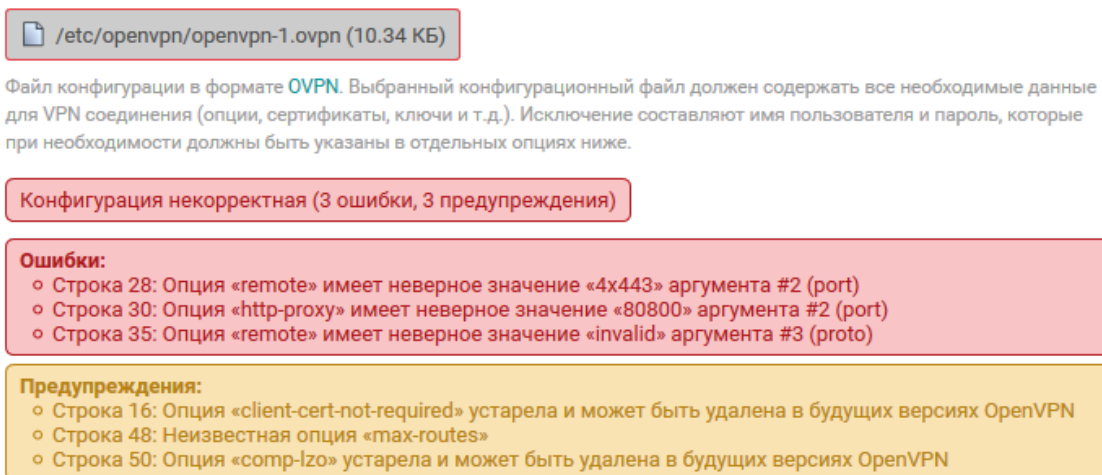 /etc/openvpn/openvpn-1.ovpn (10.34 КБ)
Файл конфигурации в формате OVPN. Выбранный конфигурационный файл должен содержать все необходимые данные
для VPN соединения (опции, сертификаты, ключи и т.д.). Исключение составляют имя пользователя и пароль, которые
при необходимости должны быть указаны в отдельных опциях ниже.
Конфигурация некорректная (3 ошибки, 3 предупреждения)
Ошибки:
Строка 28: Опция «remote» имеет неверное значение «4x443» аргумента #2 (port)
Строка 30: Опция «http-proxy» имеет неверное значение «80800» аргумента #2 (port)
Строка 35: Опция «remote» имеет неверное значение «invalid» аргумента #3 (proto)
Предупреждения:
Строка 16: Опция «client-cert-not-required» устарела и может быть удалена в будущих версиях OpenVPN
Строка 48: Неизвестная опция «max-routes»
Строка 50: Опция «comp-lzo» устарела и может быть удалена в будущих версиях OpenVPN